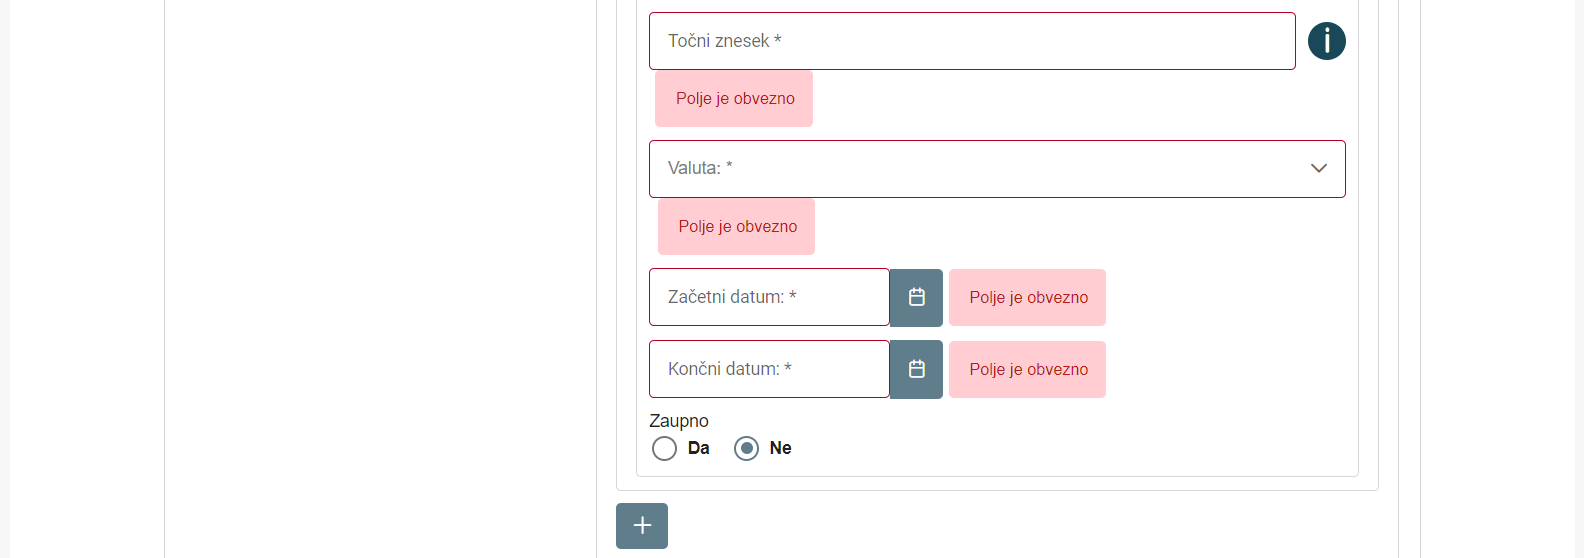 Točni znesek *
Polje je obvezno
Valuta: *
Polje je obvezno
Začetni datum: *
Polje je obvezno
Končni datum: *
Polje je obvezno
Zaupno
Da Ne